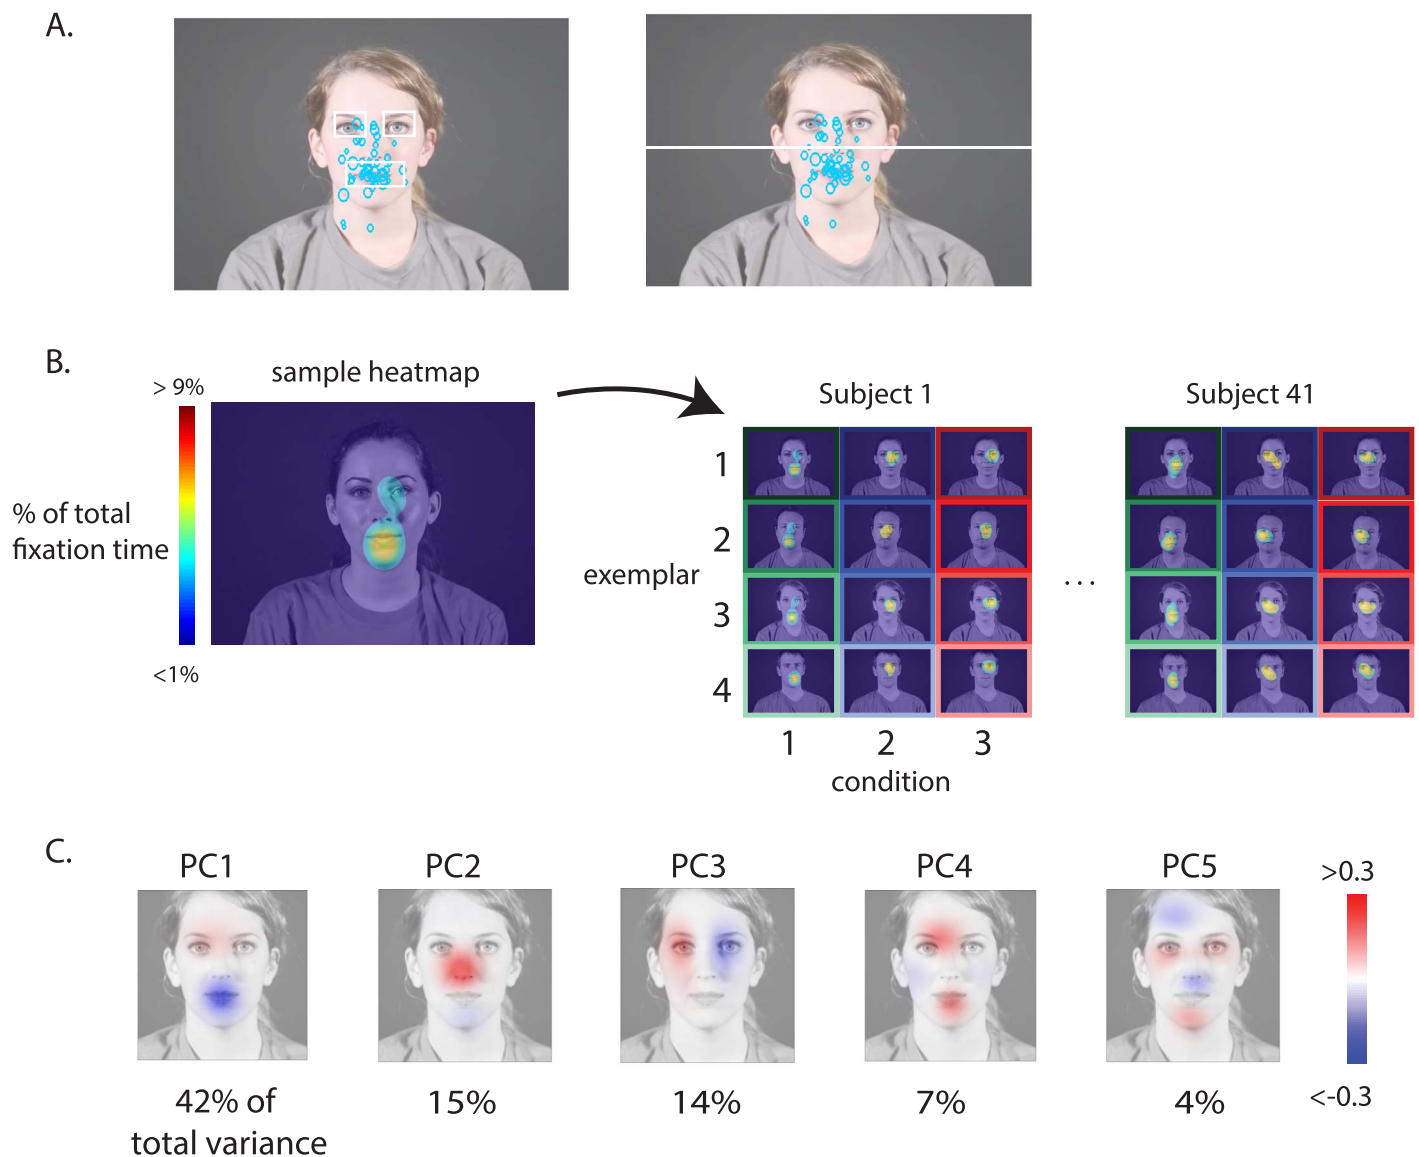 A.
B.
sample heatmap
> 9%
% of total
fixation time
<1%
Subject 1
Subject 41
exemplar
1
2
3
4
...
1 2 3
condition
C.
PC1 PC2 PC3 PC4 PC5
42% of
total variance
15% 14% 7% 4%
>0.3
<-0.3